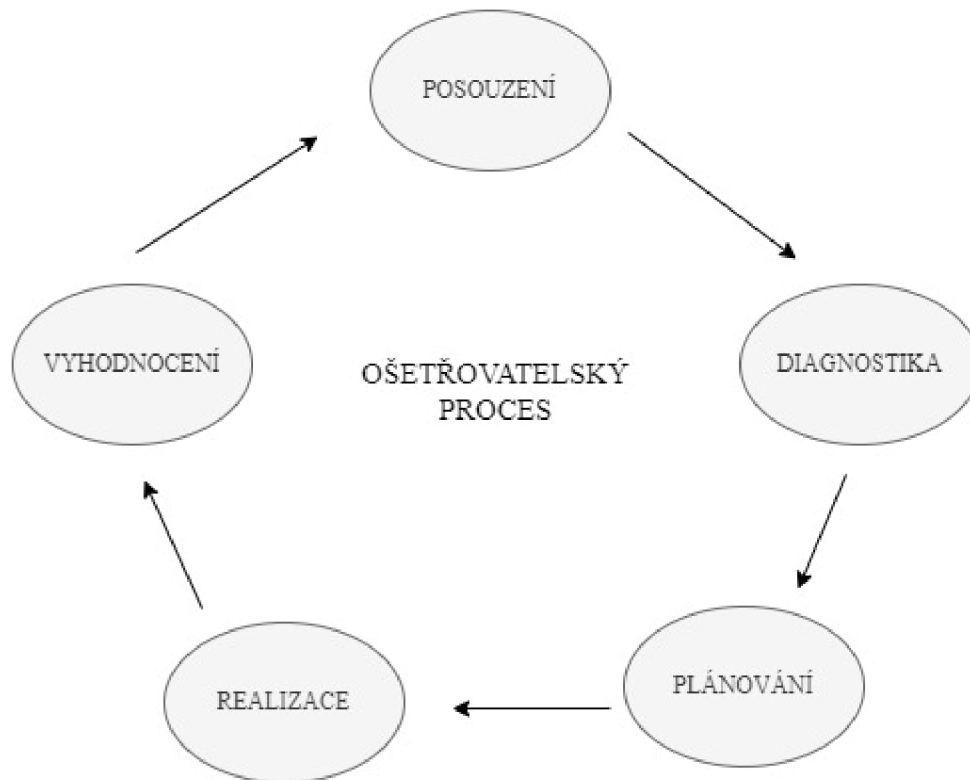 POSOUZENÍ
DIAGNOSTIKA
PLÁNOVÁNÍ
REALIZACE
VYHODNOCENÍ
OŠETŘOVATELSKÝ
PROCES